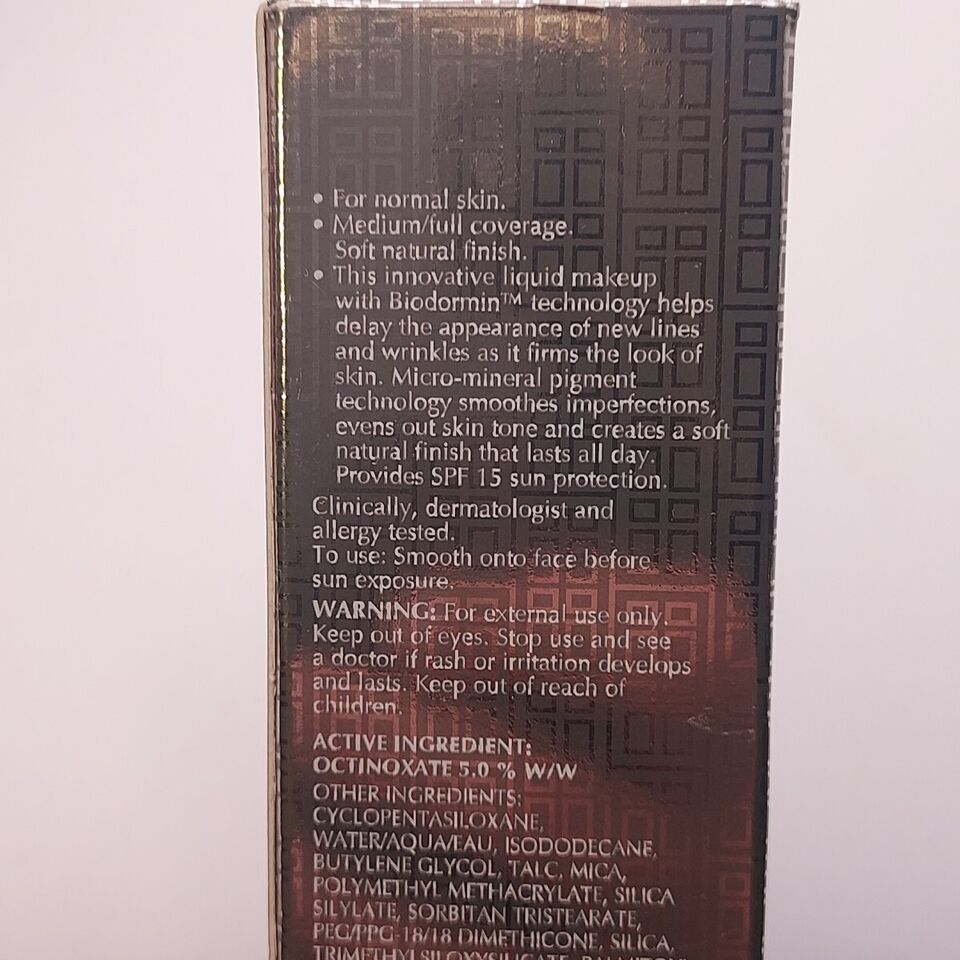 • For normal skin.
• Medium/full coverage.
Soft natural finish.
• This innovative liquid makeup
with Biodormin™ technology helps
delay the appearance of new lines
and wrinkles as it firms the look of
skin. Micro-mineral pigment
technology smoothes imperfections,
evens out skin tone and creates a soft
natural finish that lasts all day.
Provides SPF 15 sun protection.
Clinically, dermatologist and
allergy tested.
To use: Smooth onto face before
sun exposure.
WARNING: For external use only.
Keep out of eyes. Stop use and see
a doctor if rash or irritation develops
and lasts. Keep out of reach of
children.
ACTIVE INGREDIENT:
OCTINOXATE 5.0 % W/W
OTHER INGREDIENTS:
CYCLOPENTASILOXANE,
WATER/AQUA/EAU, ISODODECANE,
BUTYLENE GLYCOL, TALC, MICA,
POLYMETHYL METHACRYLATE, SILICA
SILYLATE, SORBITAN TRISTEARATE,
PEG/PPG-18/18 DIMETHICONE, SILICA,
TRIMETHYLSILOXYSILICATE,